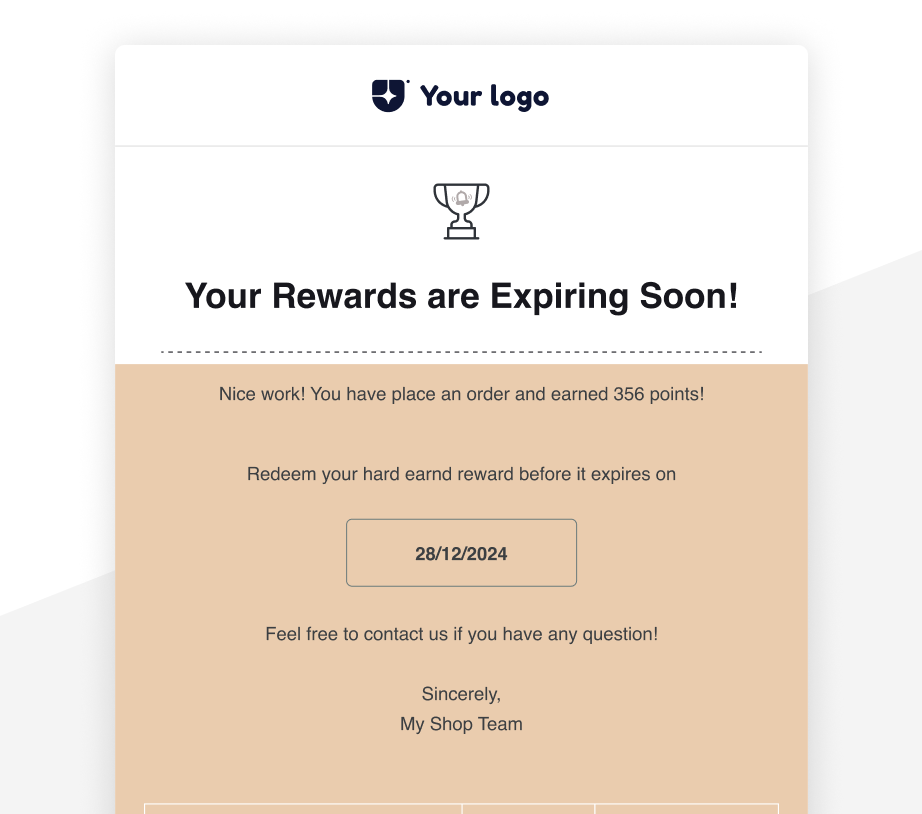 Your logo
Your Rewards are Expiring Soon!
Nice work! You have place an order and earned 356 points!
Redeem your hard earnd reward before it expires on
28/12/2024
Feel free to contact us if you have any question!
Sincerely,
My Shop Team